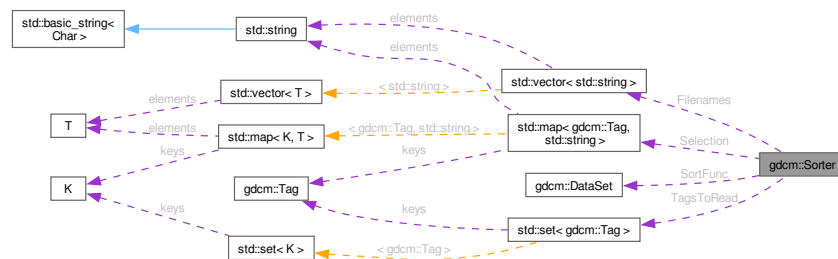 std::basic_string<
Char >
std::string
elements
elements
std::vector< T >
< std::string >
std::vector< std::string >
elements
Filenames
T
elements
std::map< K, T >
< gdcm::Tag, std::string >
std::map< gdcm::Tag,
std::string >
Selection
keys
keys
gdcm::Sorter
K
gdcm::Tag
gdcm::DataSet
SortFunc
TagsToRead
keys
keys
std::set< gdcm::Tag >
std::set< K >
< gdcm::Tag >